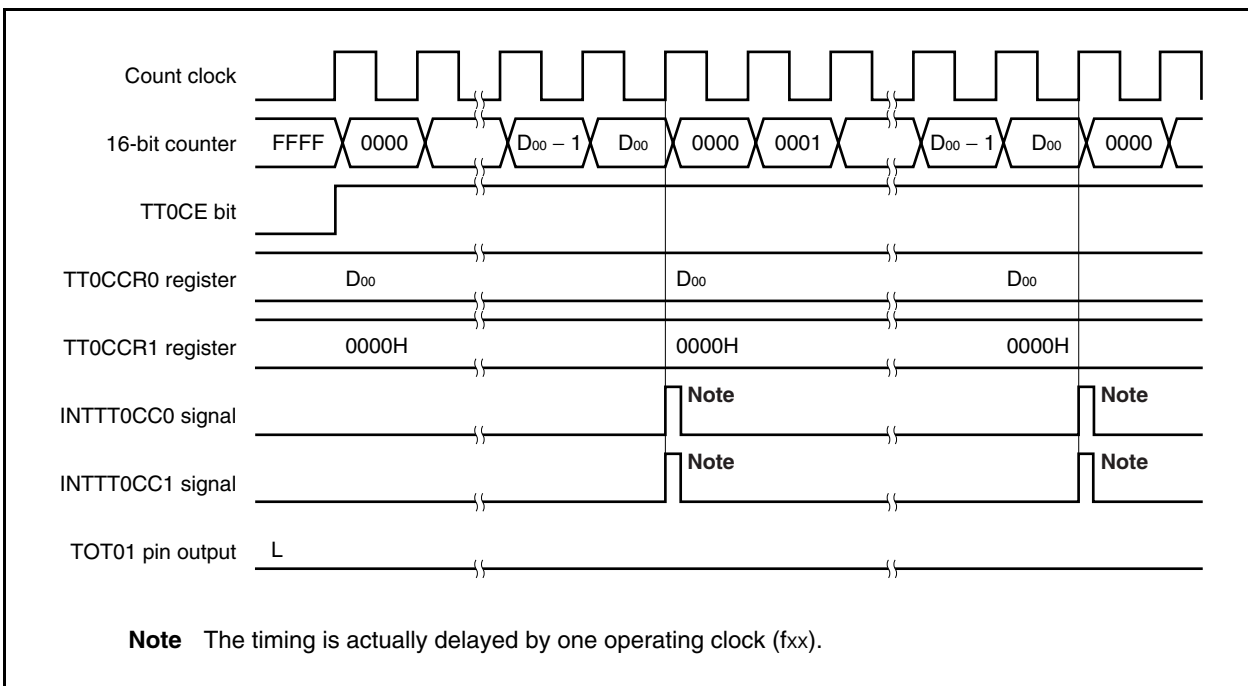 Count clock
16-bit counter FFFF 0000 D00 − 1 D00 0000 0001 D00 − 1 D00 0000
TT0CE bit
TT0CCR0 register D00 D00 D00
TT0CCR1 register 0000H 0000H 0000H
INTTT0CC0 signal Note Note
INTTT0CC1 signal Note Note
TOT01 pin output L
Note The timing is actually delayed by one operating clock (fxx).